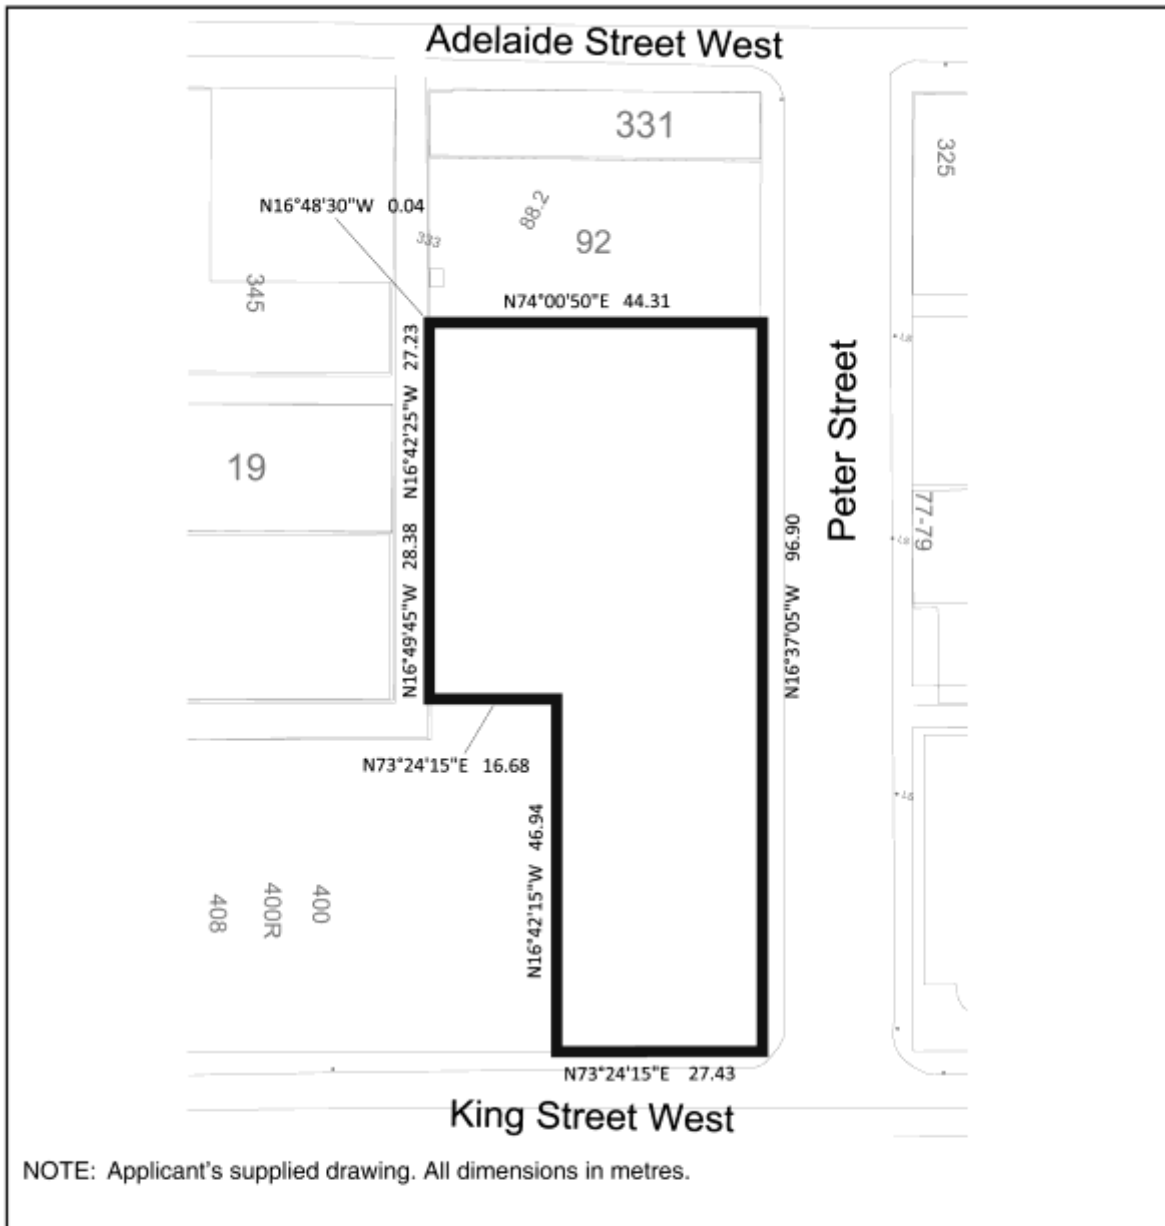 Adelaide Street West
331
325
N16°48'30"W 0.04
88.2
333
92
345
N74°00'50"E 44.31
N16°42'25"W 27.23
Peter Street
19
77-79
N16°49'45"W 28.38
N16°37'05"W 96.90
N73°24'15"E 16.68
N16°42'15"W 46.94
408
400R
400
N73°24'15"E 27.43
King Street West
NOTE: Applicant's supplied drawing. All dimensions in metres.